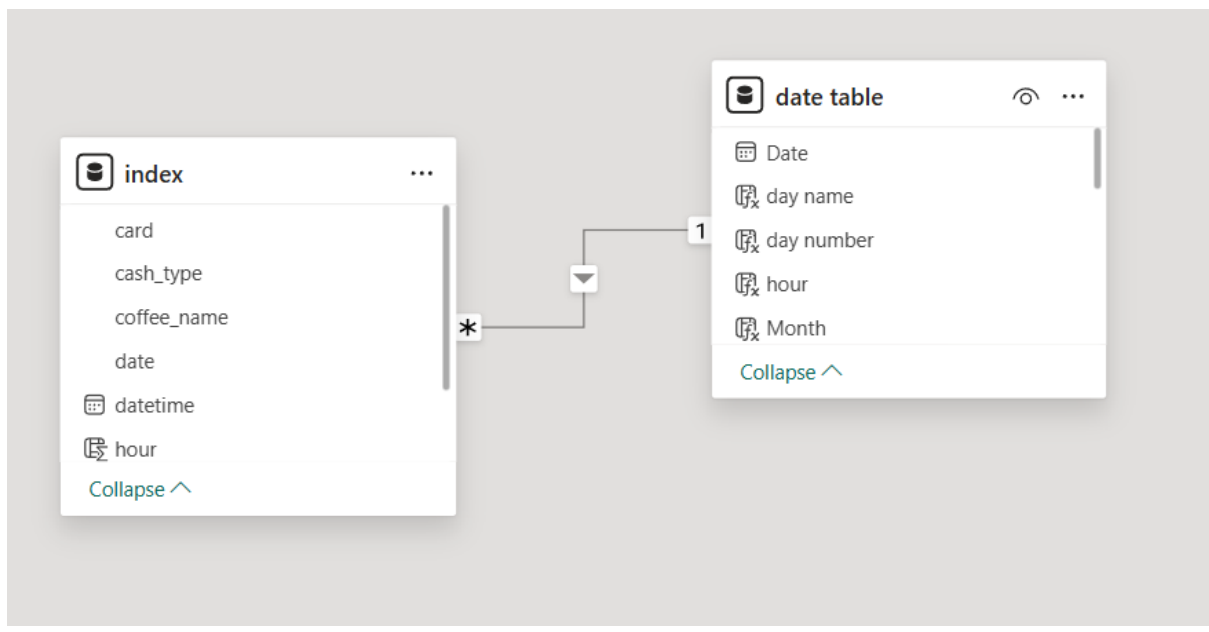 index
card
cash_type
coffee_name
date
datetime
hour
Collapse
*
1
date table
Date
day name
day number
hour
Month
Collapse